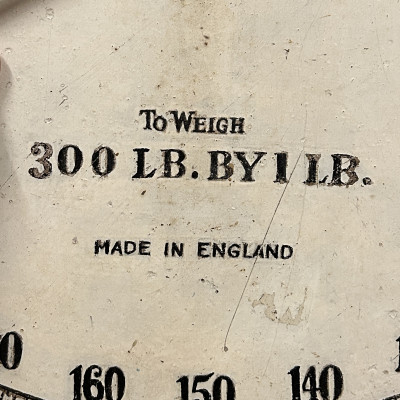 TO WEIGH
300 LB. BY 1 LB.
MADE IN ENGLAND
160 150 140